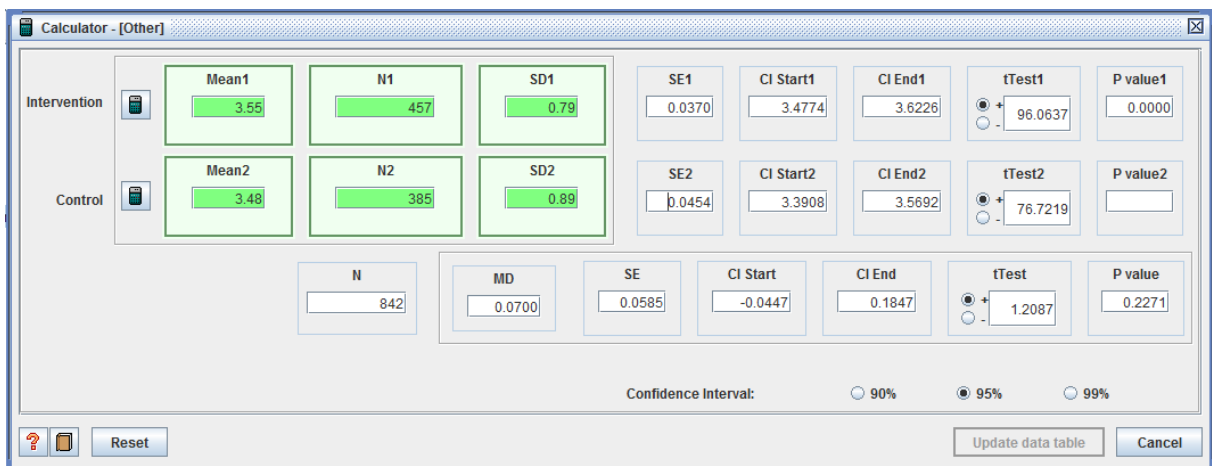 Calculator - [Other]
Mean1 N1 SD1 SE1 CI Start1 CI End1 tTest1 P value1
Intervention 3.55 457 0.79 0.0370 3.4774 3.6226 + - 96.0637 0.0000
Mean2 N2 SD2 SE2 CI Start2 CI End2 tTest2 P value2
Control 3.48 385 0.89 0.0454 3.3908 3.5692 + - 76.7219
N MD SE CI Start CI End tTest P value
842 0.0700 0.0585 -0.0447 0.1847 + - 1.2087 0.2271
Confidence Interval: 90% 95% 99%
? Reset Update data table Cancel